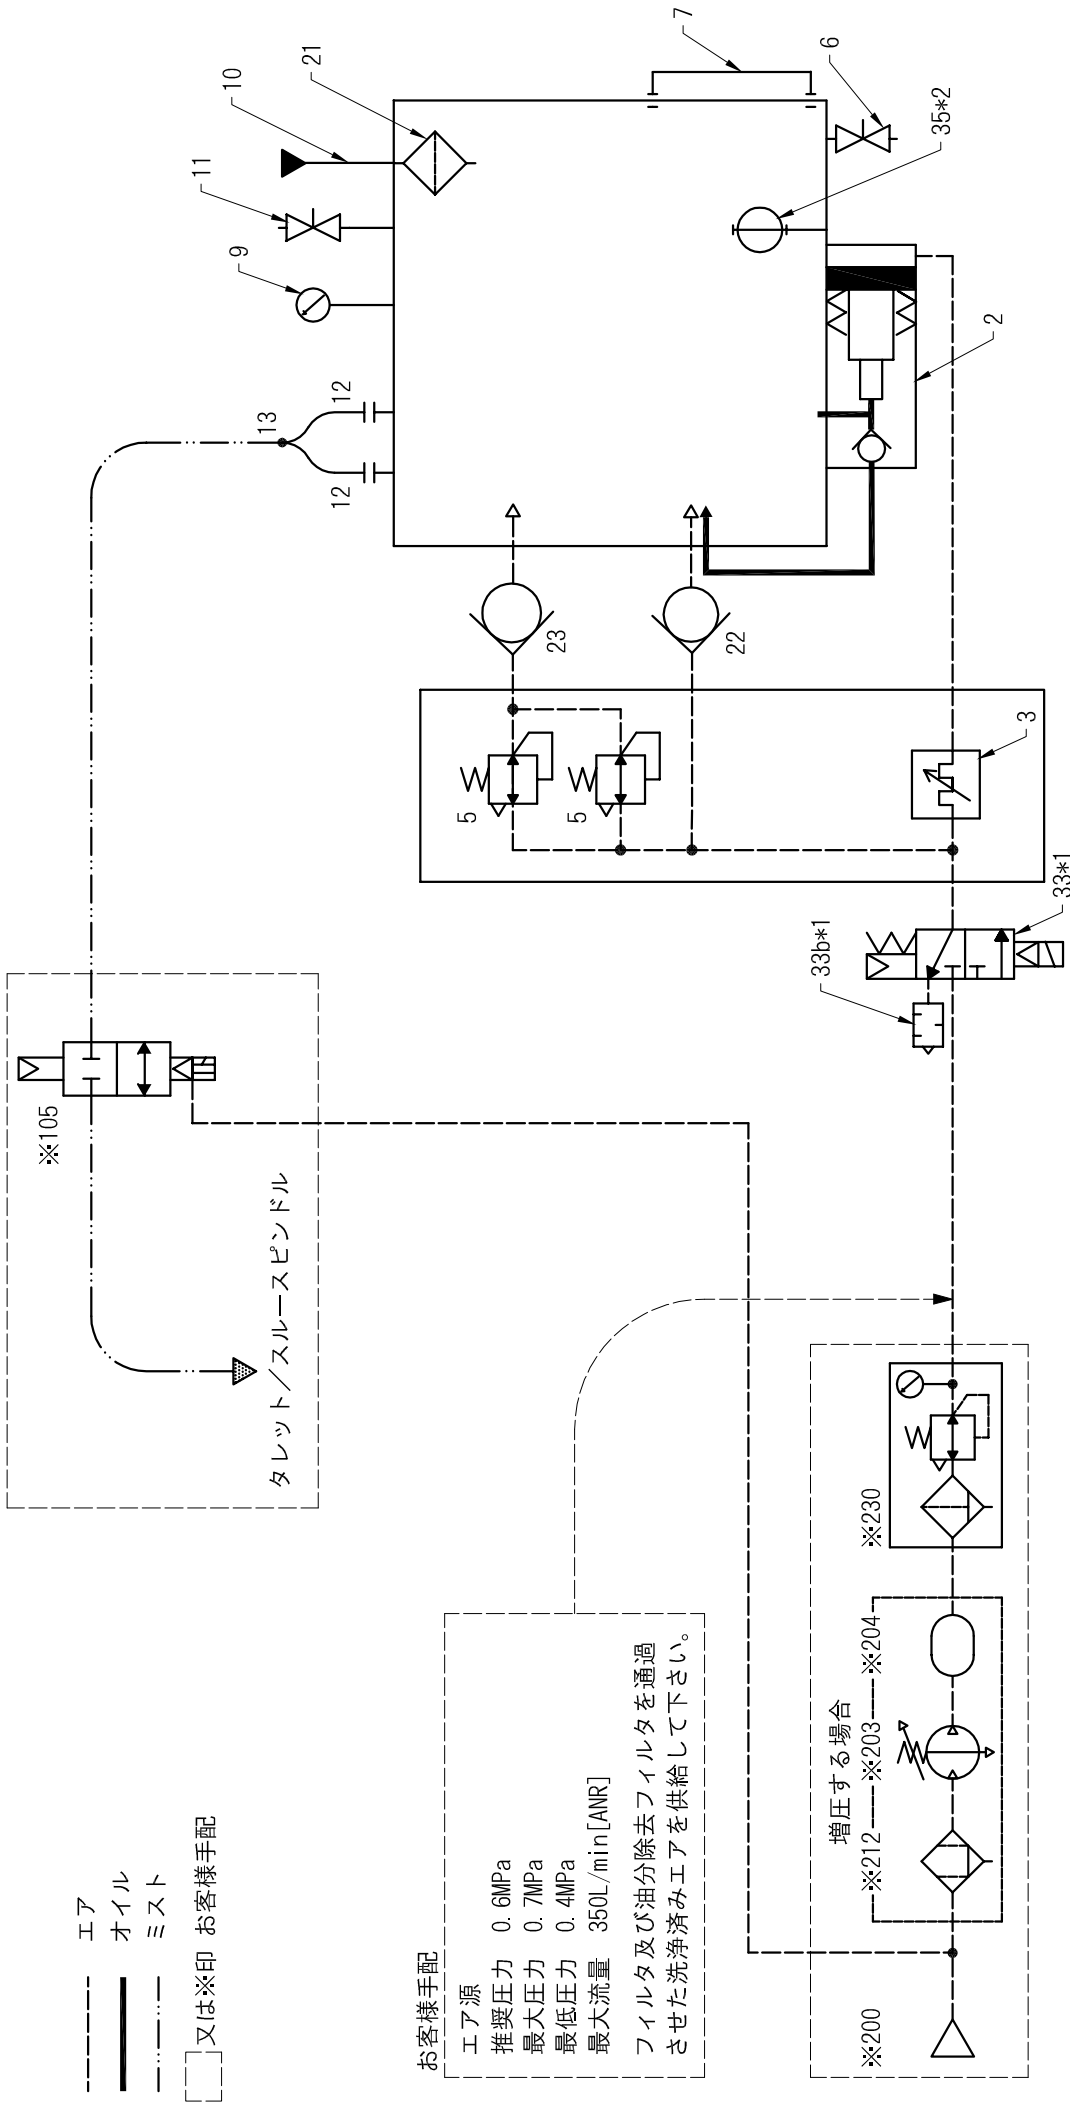 エア
オイル
ミスト
又は※印 お客様手配
お客様手配
エア源
推奨圧力 0.6MPa
最大圧力 0.7MPa
最低圧力 0.4MPa
最大流量 350L/min[ANR]
フィルタ及び油分除去フィルタを通過
させた洗浄済みエアを供給して下さい。
※200
増圧する場合
※212
※203
※204
※230
タレット/スルースピンドル
※105
33b*1
33*1
5
5
3
23
22
12
12
13
9
11
10
21
7
6
35*2
2